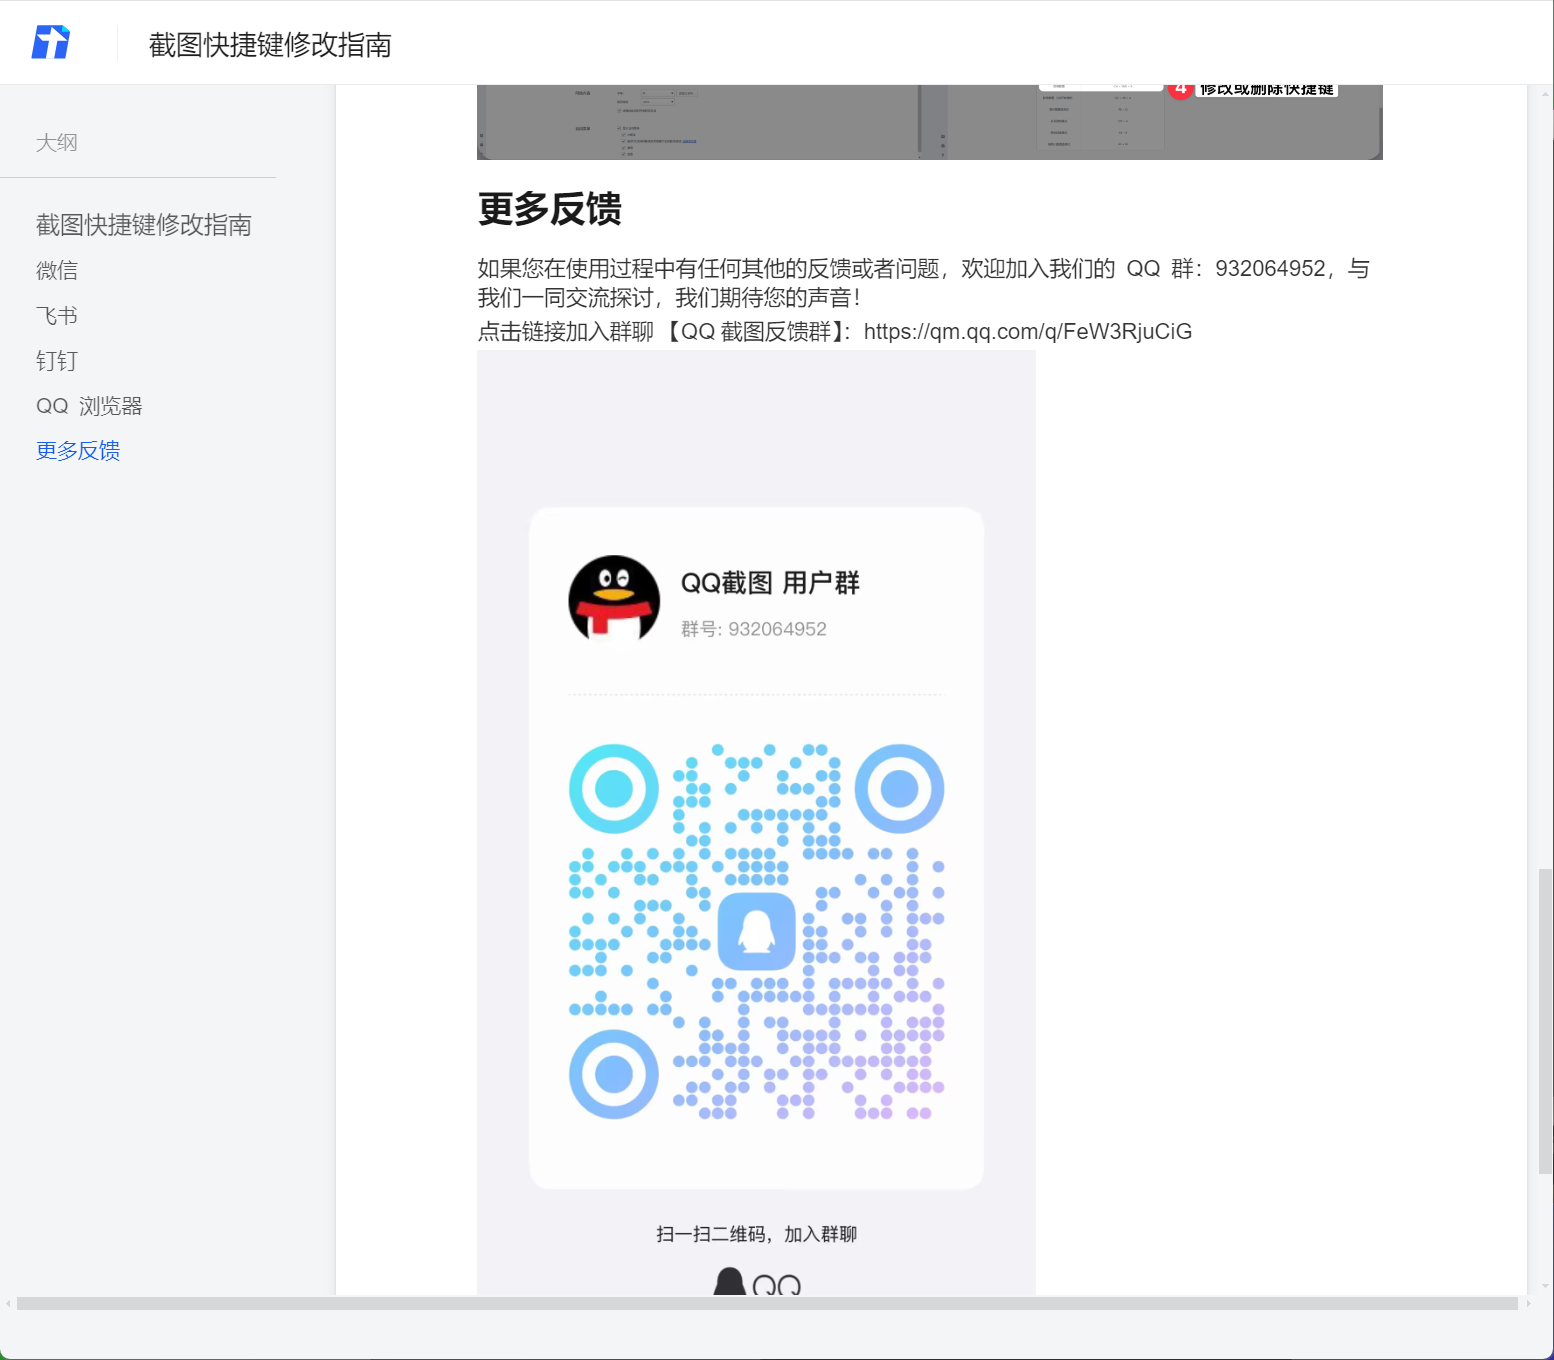 截图快捷键修改指南
大纲
截图快捷键修改指南
微信
飞书
钉钉
QQ 浏览器
更多反馈
4 修改或删除快捷键
更多反馈
如果您在使用过程中有任何其他的反馈或者问题，欢迎加入我们的 QQ 群：932064952，与
我们一同交流探讨，我们期待您的声音！
点击链接加入群聊【QQ 截图反馈群】：https://qm.qq.com/q/FeW3RjuCiG
QQ截图 用户群
群号: 932064952
扫一扫二维码，加入群聊
QQ